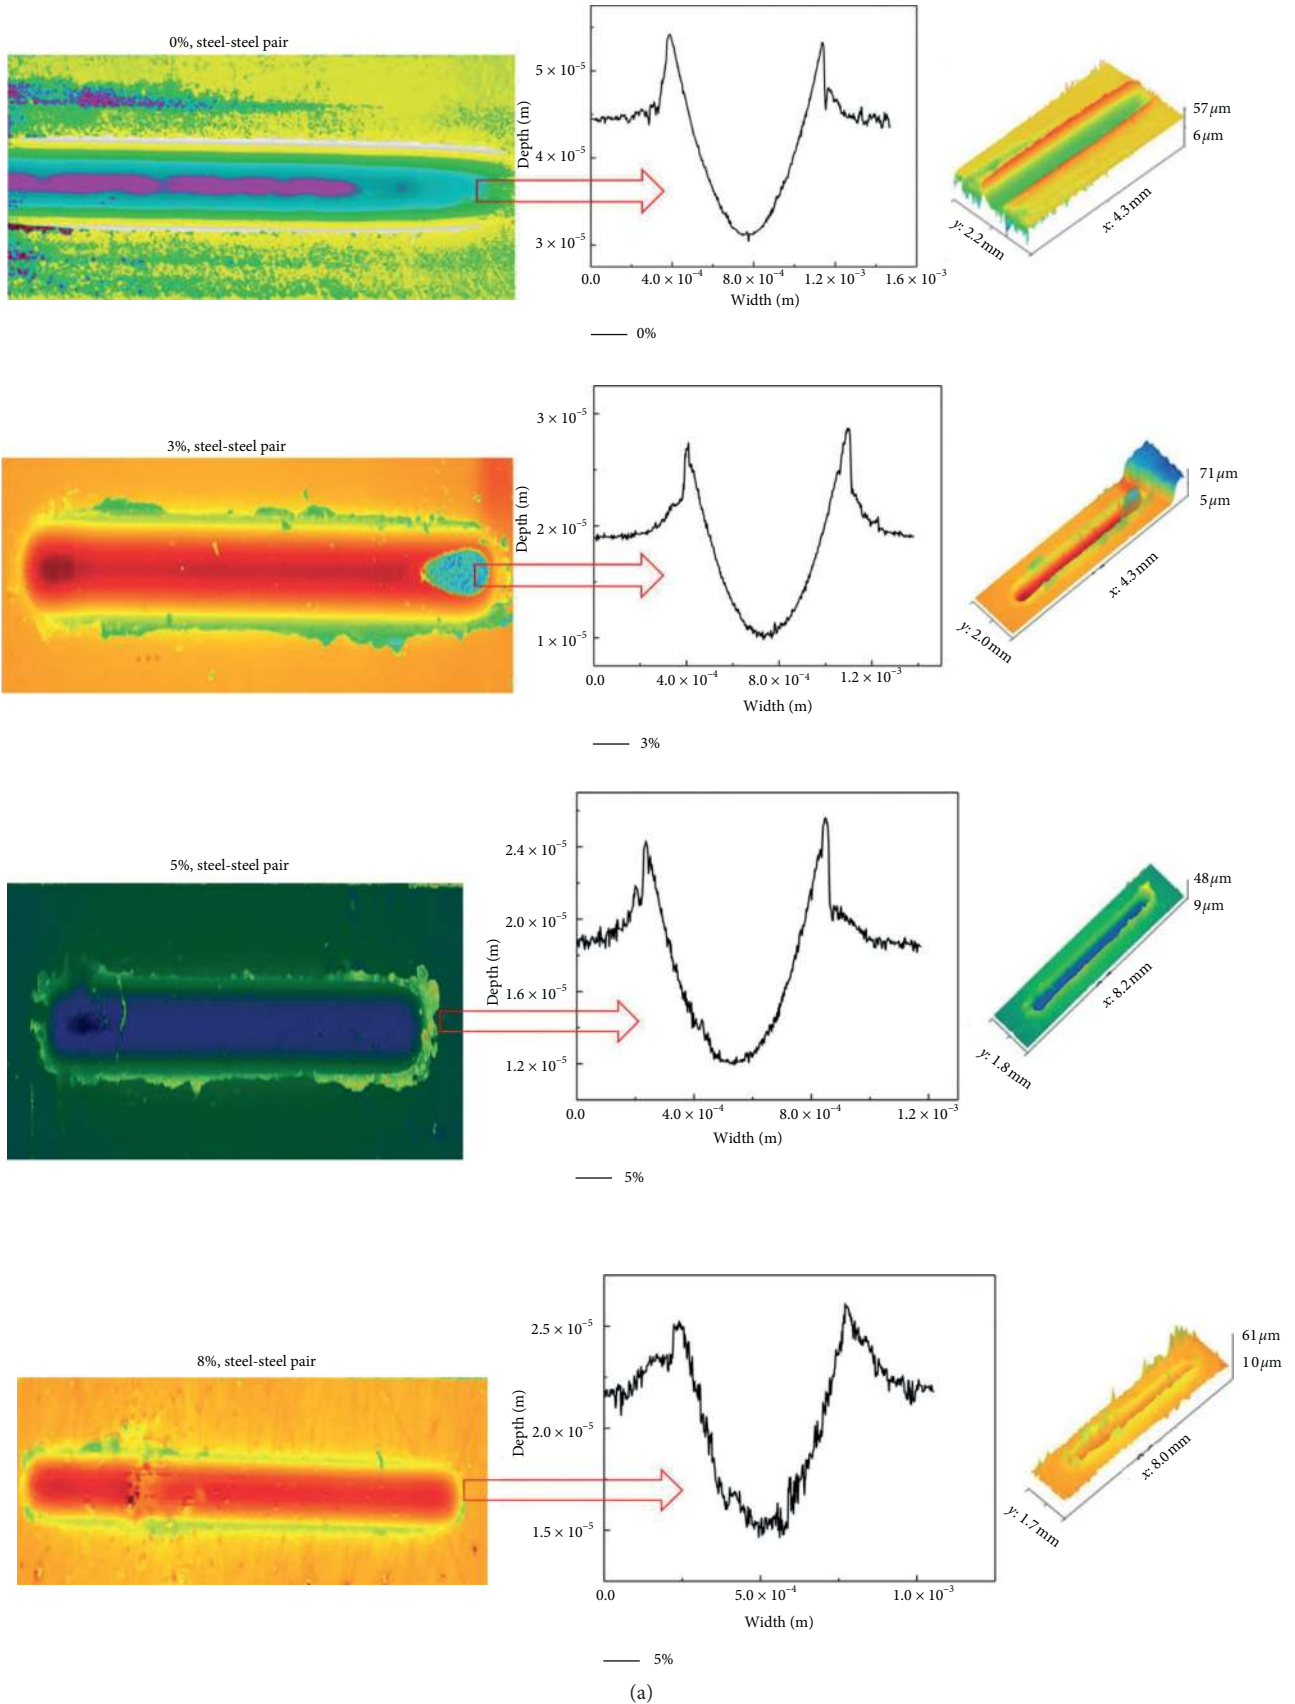 0%, steel-steel pair
Depth (m)
5 × 10⁻⁵
4 × 10⁻⁵
3 × 10⁻⁵
0.0 4.0 × 10⁻⁴ 8.0 × 10⁻⁴ 1.2 × 10⁻³ 1.6 × 10⁻³
Width (m)
0%
57 µm
6 µm
x: 4.3 mm
y: 2.2 mm
3%, steel-steel pair
Depth (m)
3 × 10⁻⁵
2 × 10⁻⁵
1 × 10⁻⁵
0.0 4.0 × 10⁻⁴ 8.0 × 10⁻⁴ 1.2 × 10⁻³
Width (m)
3%
71 µm
5 µm
x: 4.3 mm
y: 2.0 mm
5%, steel-steel pair
Depth (m)
2.4 × 10⁻⁵
2.0 × 10⁻⁵
1.6 × 10⁻⁵
1.2 × 10⁻⁵
0.0 4.0 × 10⁻⁴ 8.0 × 10⁻⁴ 1.2 × 10⁻³
Width (m)
5%
48 µm
9 µm
x: 8.2 mm
y: 1.8 mm
8%, steel-steel pair
Depth (m)
2.5 × 10⁻⁵
2.0 × 10⁻⁵
1.5 × 10⁻⁵
0.0 5.0 × 10⁻⁴ 1.0 × 10⁻³
Width (m)
5%
61 µm
10 µm
x: 8.0 mm
y: 1.7 mm
(a)